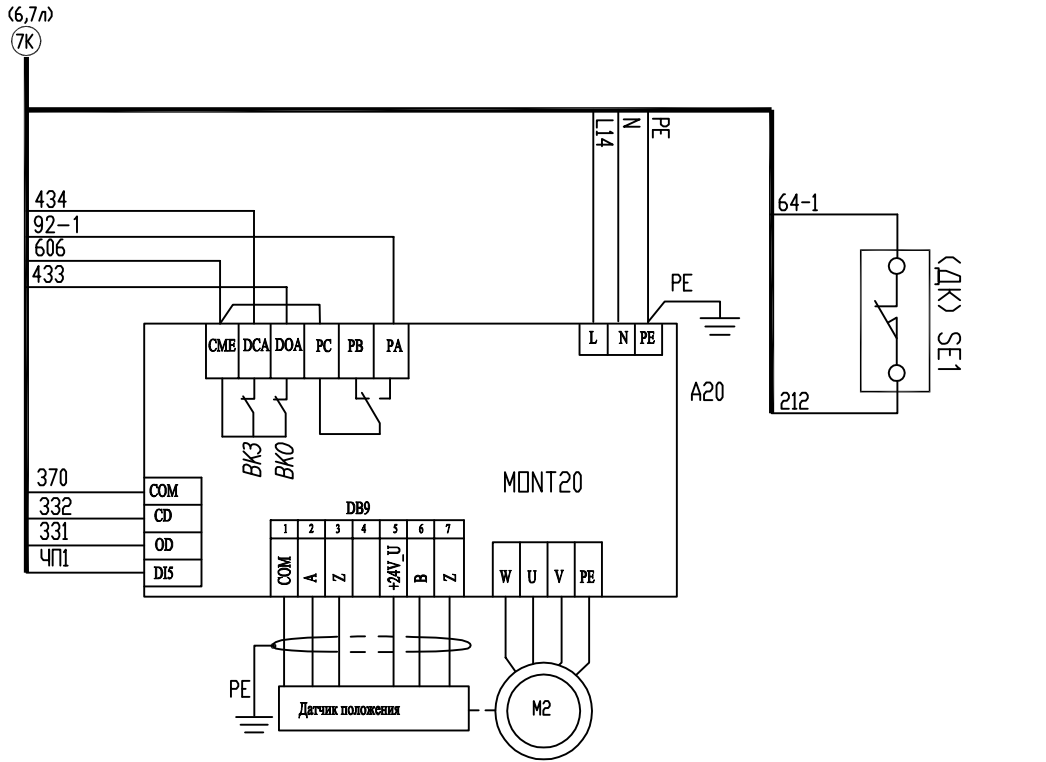 (6,7л)
7К
L14
N
PE
434
92-1
606
433
64-1
PE
CME DCA DOA PC PB PA
L N PE
(ДК) SE1
A20
212
ВКЗ
ВКО
MONT20
370
COM
332
CD
331
OD
ЧП1
DI5
DB9
1 2 3 4 5 6 7
COM A Z +24V_U B Z
W U V PE
PE
Датчик положения
M2